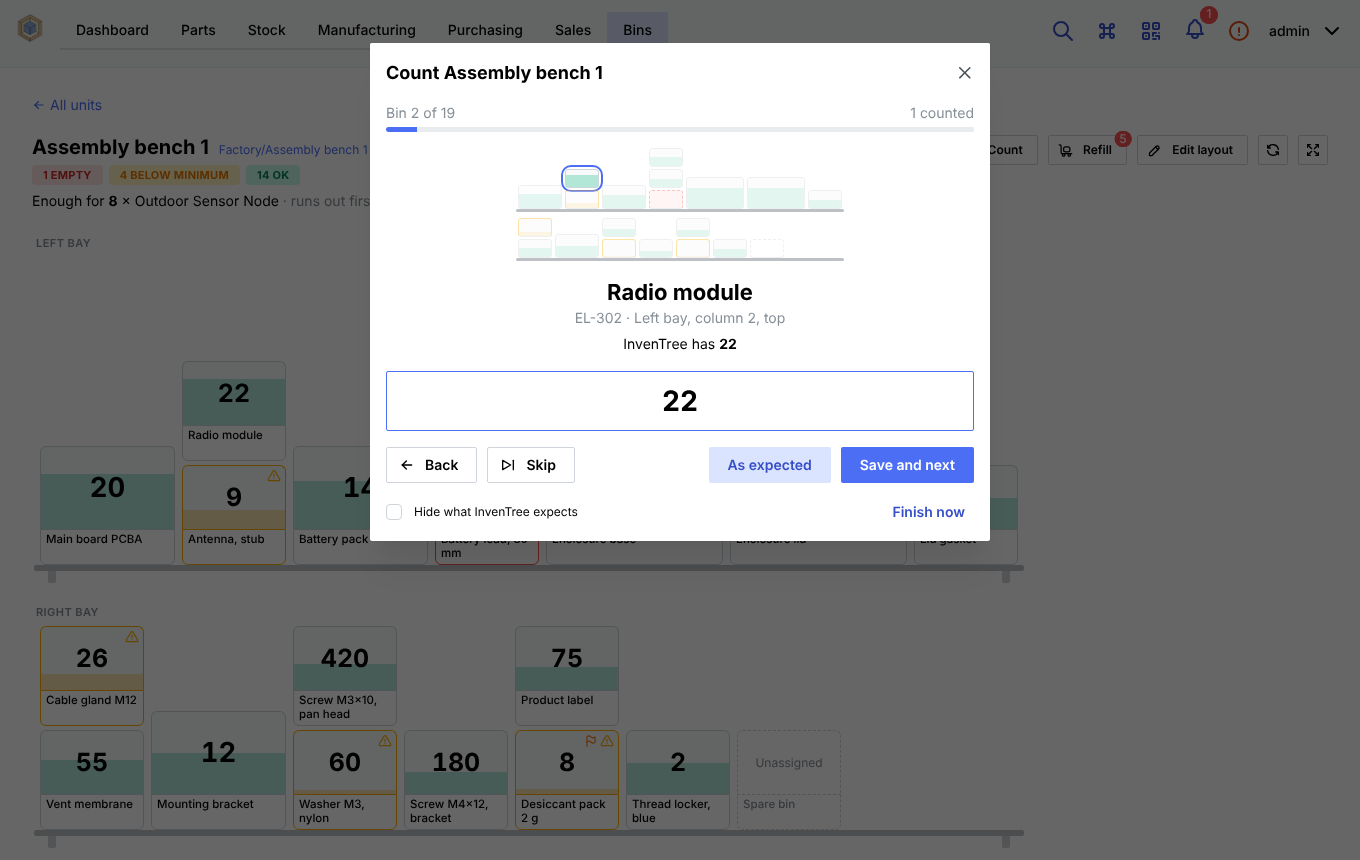 Dashboard Parts Stock Manufacturing Purchasing Sales Bins 1 admin
Count Assembly bench 1
← All units
Bin 2 of 19 1 counted
Assembly bench 1 Factory/Assembly bench 1
Count Refill 5 Edit layout
1 EMPTY 4 BELOW MINIMUM 14 OK
Enough for 8 × Outdoor Sensor Node · runs out firs
LEFT BAY
Radio module
EL-302 · Left bay, column 2, top
InvenTree has 22
22
Back Skip As expected Save and next
Hide what InvenTree expects Finish now
22
Radio module
20
Main board PCBA
9
Antenna, stub
14
Battery pack
mm
RIGHT BAY
26
Cable gland M12
420
Screw M3×10,
pan head
75
Product label
55
Vent membrane
12
Mounting bracket
60
Washer M3,
nylon
180
Screw M4×12,
bracket
8
Desiccant pack
2 g
2
Thread locker,
blue
Unassigned
Spare bin